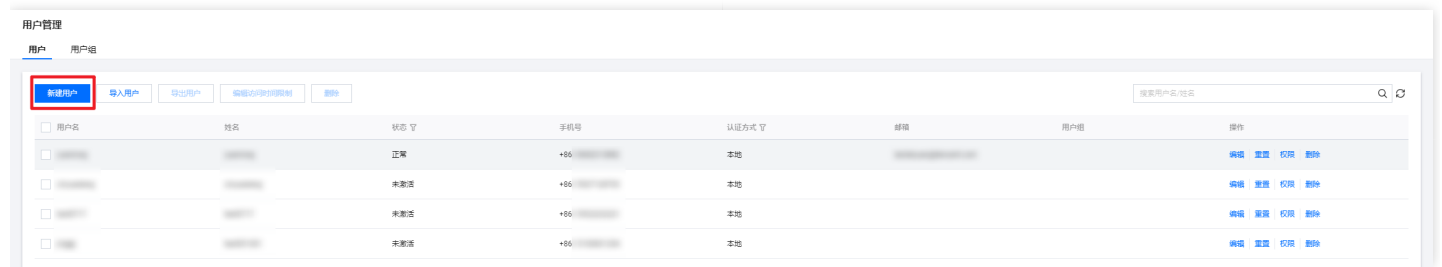 用户管理
用户 用户组
新建用户 导入用户 导出用户 编辑访问时间限制 删除 搜索用户名/姓名
用户名 姓名 状态 手机号 认证方式 邮箱 用户组 操作
正常 +86 本地 编辑 重置 权限 删除
未激活 +86 本地 编辑 重置 权限 删除
未激活 +86 本地 编辑 重置 权限 删除
未激活 +86 本地 编辑 重置 权限 删除